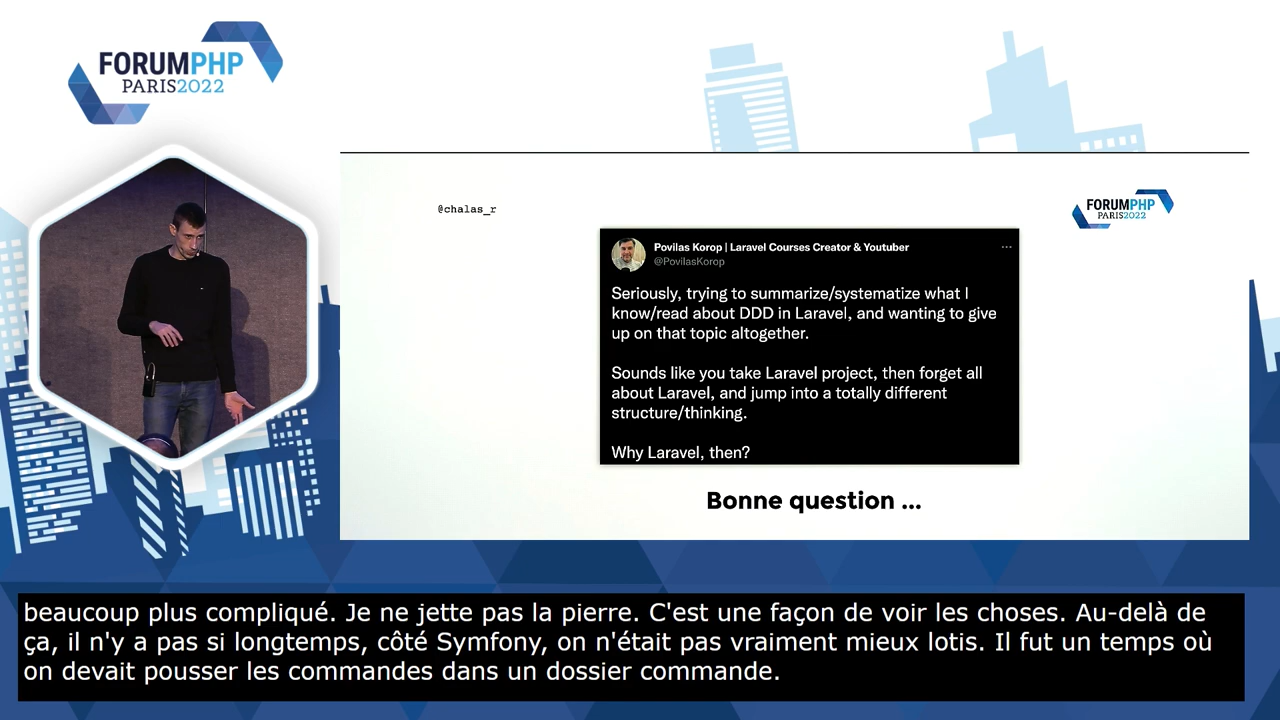 FORUMPHP
PARIS2022
@chalas_r
FORUMPHP
PARIS2022
Povilas Korop | Laravel Courses Creator & Youtuber
@PovilasKorop
Seriously, trying to summarize/systematize what I
know/read about DDD in Laravel, and wanting to give
up on that topic altogether.
Sounds like you take Laravel project, then forget all
about Laravel, and jump into a totally different
structure/thinking.
Why Laravel, then?
Bonne question ...
beaucoup plus compliqué. Je ne jette pas la pierre. C'est une façon de voir les choses. Au-delà de
ça, il n'y a pas si longtemps, côté Symfony, on n'était pas vraiment mieux lotis. Il fut un temps où
on devait pousser les commandes dans un dossier commande.